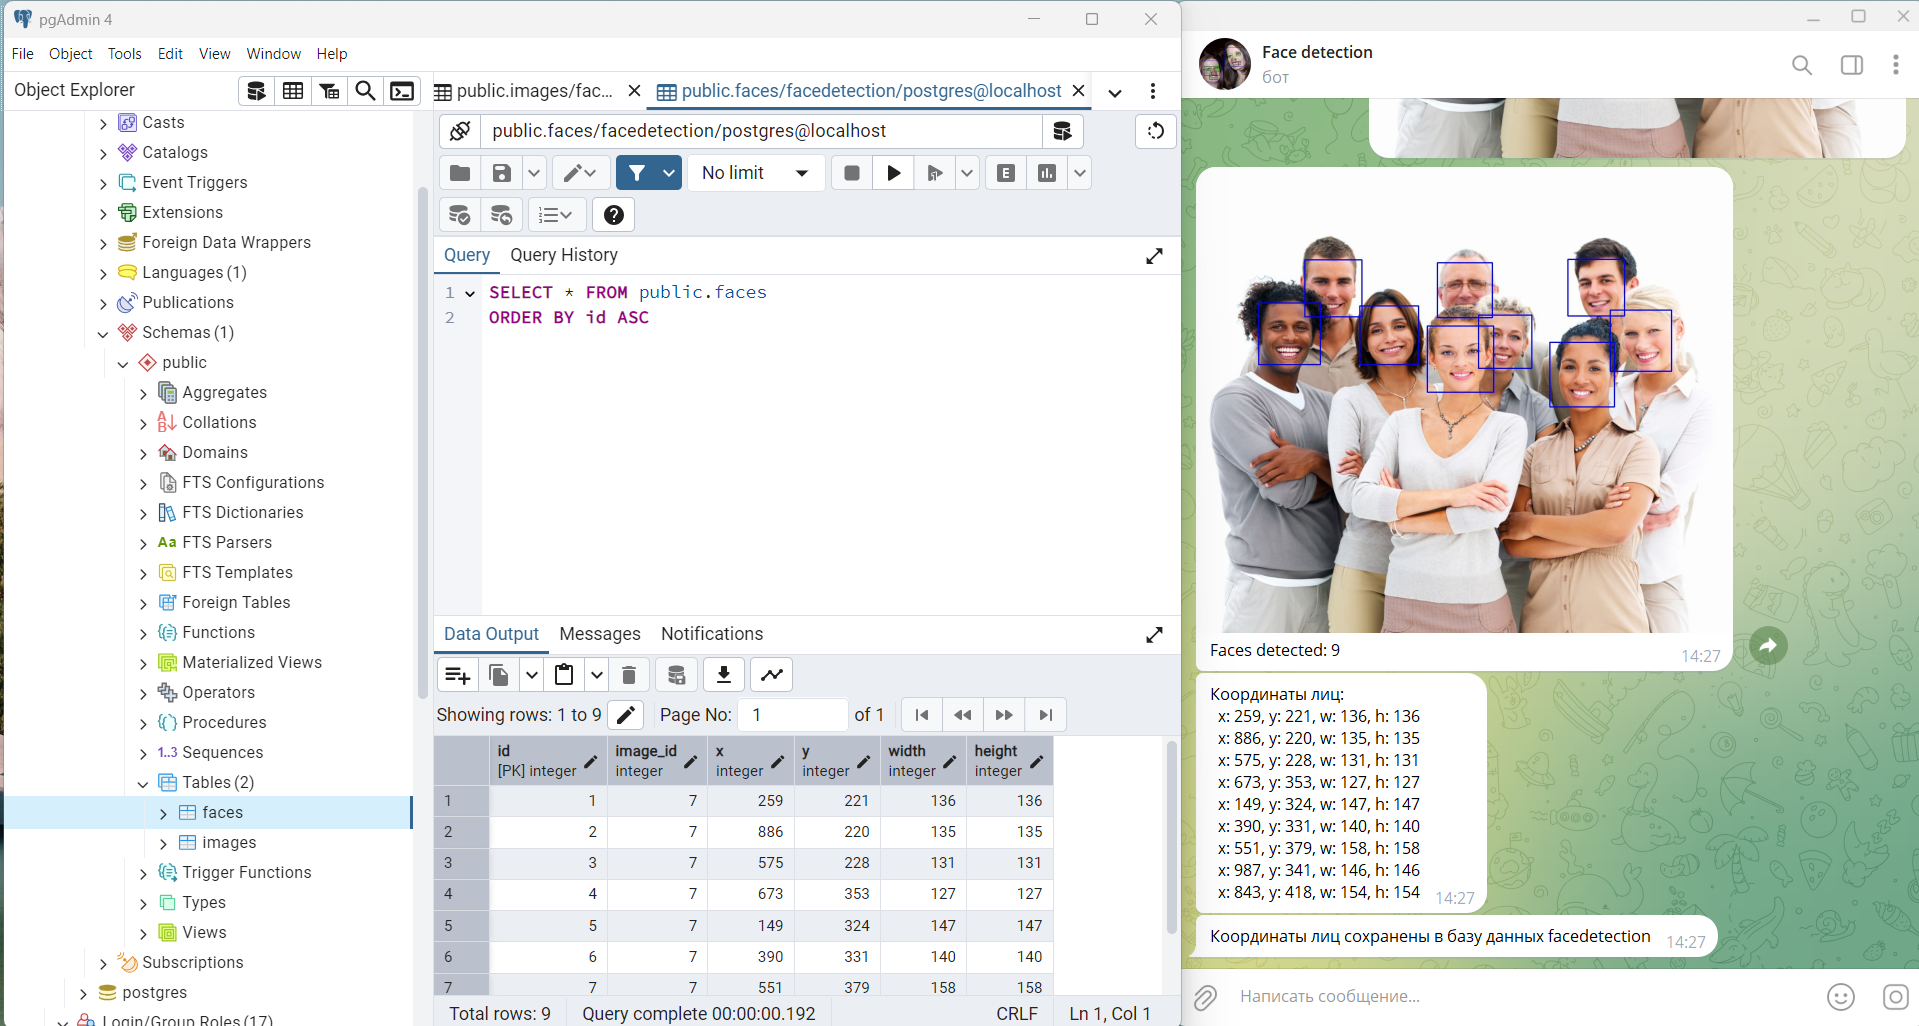 pgAdmin 4
File Object Tools Edit View Window Help
Object Explorer
Casts
Catalogs
Event Triggers
Extensions
Foreign Data Wrappers
Languages (1)
Publications
Schemas (1)
public
Aggregates
Collations
Domains
FTS Configurations
FTS Dictionaries
Aa FTS Parsers
FTS Templates
Foreign Tables
Functions
Materialized Views
Operators
Procedures
1..3 Sequences
Tables (2)
faces
images
Trigger Functions
Types
Views
Subscriptions
postgres
Login/Group Roles (17)
public.images/fac...
public.faces/facedetection/postgres@localhost
public.faces/facedetection/postgres@localhost
No limit
E
Query Query History
1 SELECT * FROM public.faces
2 ORDER BY id ASC
Data Output Messages Notifications
Showing rows: 1 to 9 Page No: 1 of 1
id image_id x y width height
[PK] integer integer integer integer integer integer
1 1 7 259 221 136 136
2 2 7 886 220 135 135
3 3 7 575 228 131 131
4 4 7 673 353 127 127
5 5 7 149 324 147 147
6 6 7 390 331 140 140
7 7 7 551 379 158 158
Total rows: 9 Query complete 00:00:00.192 CRLF Ln 1, Col 1
Face detection
бот
Faces detected: 9
14:27
Координаты лиц:
x: 259, y: 221, w: 136, h: 136
x: 886, y: 220, w: 135, h: 135
x: 575, y: 228, w: 131, h: 131
x: 673, y: 353, w: 127, h: 127
x: 149, y: 324, w: 147, h: 147
x: 390, y: 331, w: 140, h: 140
x: 551, y: 379, w: 158, h: 158
x: 987, y: 341, w: 146, h: 146
x: 843, y: 418, w: 154, h: 154
14:27
Координаты лиц сохранены в базу данных facedetection
14:27
Написать сообщение...